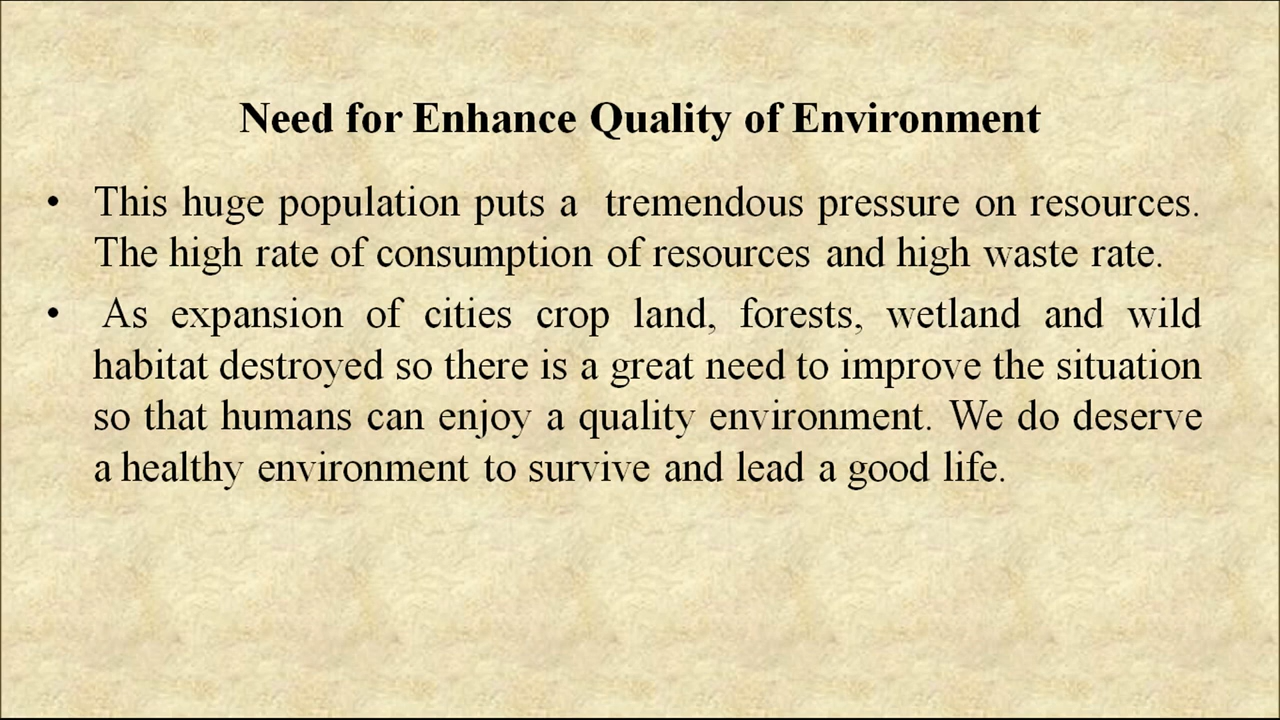 Need for Enhance Quality of Environment
• This huge population puts a tremendous pressure on resources.
The high rate of consumption of resources and high waste rate.
• As expansion of cities crop land, forests, wetland and wild
habitat destroyed so there is a great need to improve the situation
so that humans can enjoy a quality environment. We do deserve
a healthy environment to survive and lead a good life.